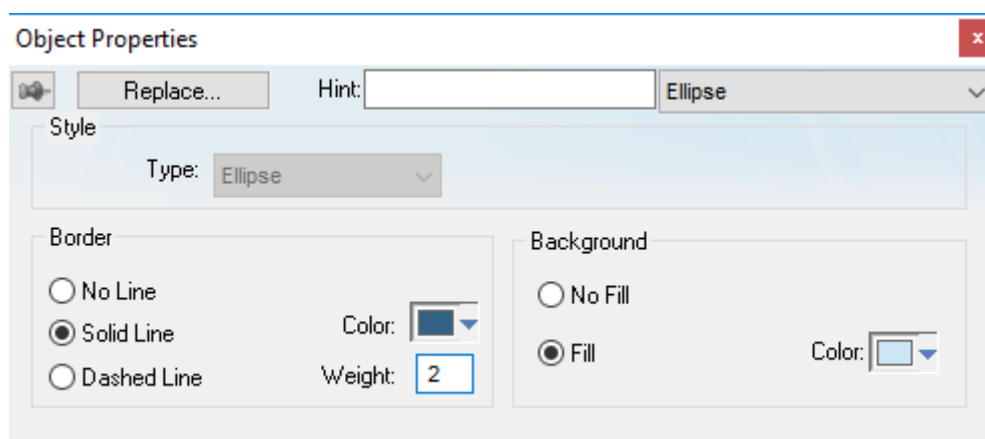 Object Properties
x
Replace... Hint: Ellipse
Style
Type: Ellipse
Border
No Line
Solid Line
Color:
Dashed Line
Weight: 2
Background
No Fill
Fill
Color: